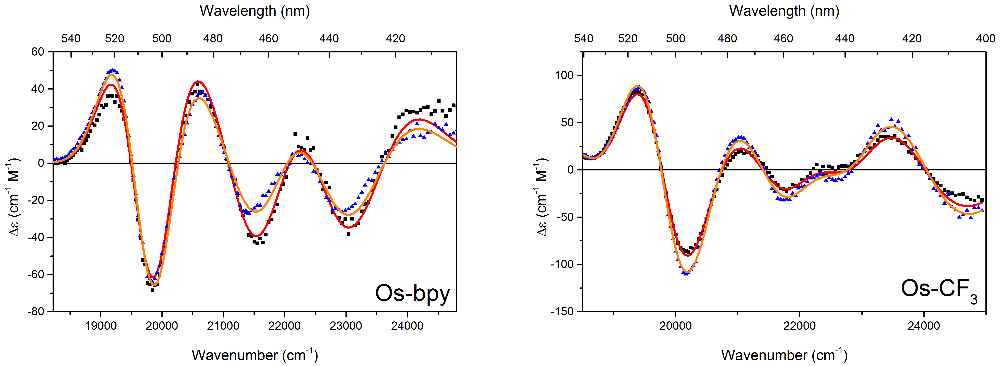 Wavelength (nm)
540 520 500 480 460 440 420
60
40
20
0
-20
-40
-60
-80
Δε (cm⁻¹ M⁻¹)
Os-bpy
19000 20000 21000 22000 23000 24000
Wavenumber (cm⁻¹)
Wavelength (nm)
540 520 500 480 460 440 420 400
100
50
0
-50
-100
-150
Δε (cm⁻¹ M⁻¹)
Os-CF₃
20000 22000 24000
Wavenumber (cm⁻¹)